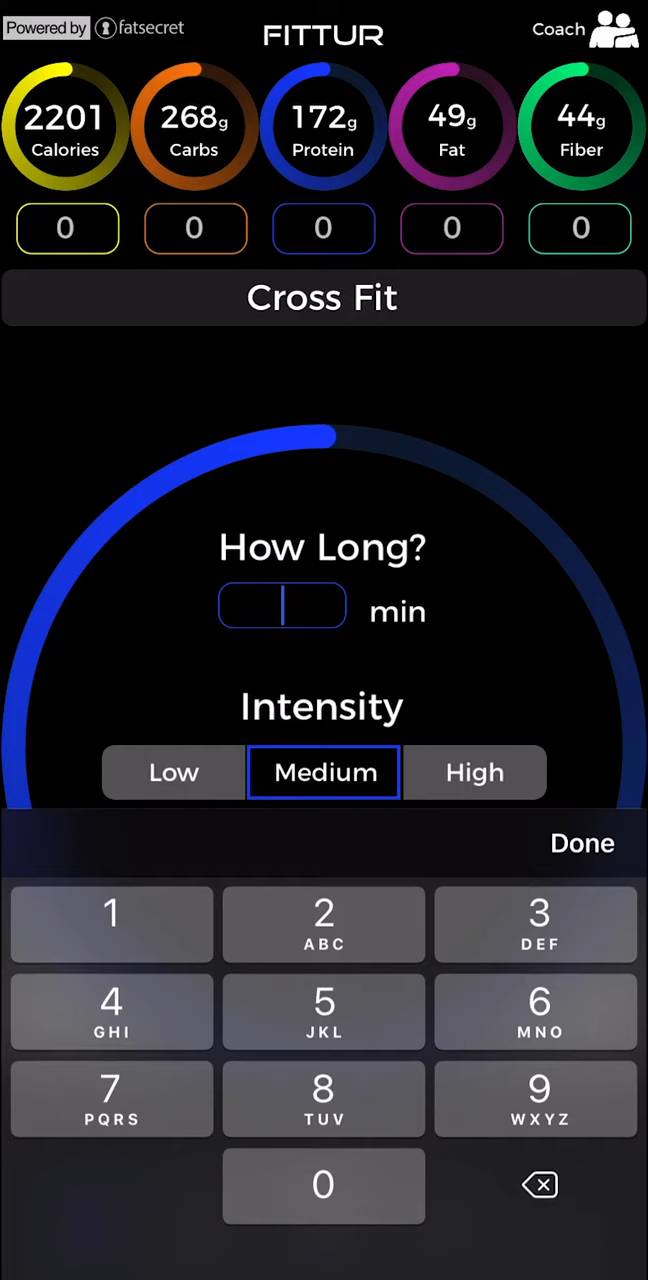 Powered by fatsecret
FITTUR
Coach
2201 268g 172g 49g 44g
Calories Carbs Protein Fat Fiber
0 0 0 0 0
Cross Fit
How Long?
min
Intensity
Low Medium High
Done
1 2 3
ABC DEF
4 5 6
GHI JKL MNO
7 8 9
PQRS TUV WXYZ
0